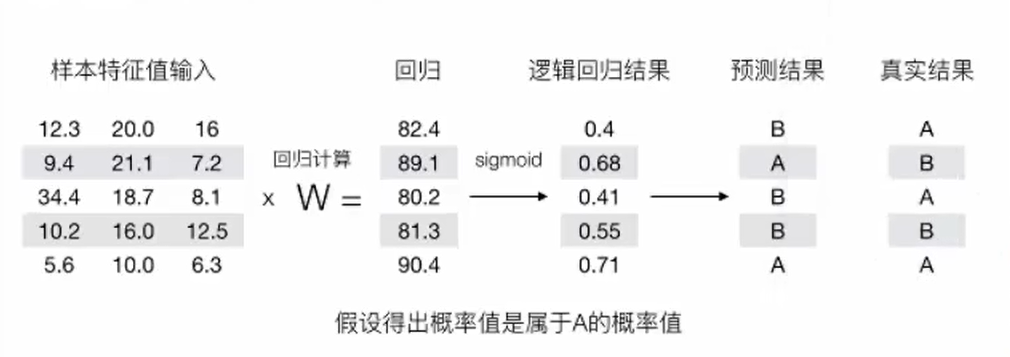 样本特征值输入 回归 逻辑回归结果 预测结果 真实结果
12.3 20.0 16 82.4 0.4 B A
9.4 21.1 7.2 回归计算 89.1 sigmoid 0.68 A B
34.4 18.7 8.1 x W = 80.2 0.41 B A
10.2 16.0 12.5 81.3 0.55 B B
5.6 10.0 6.3 90.4 0.71 A A
假设得出概率值是属于A的概率值